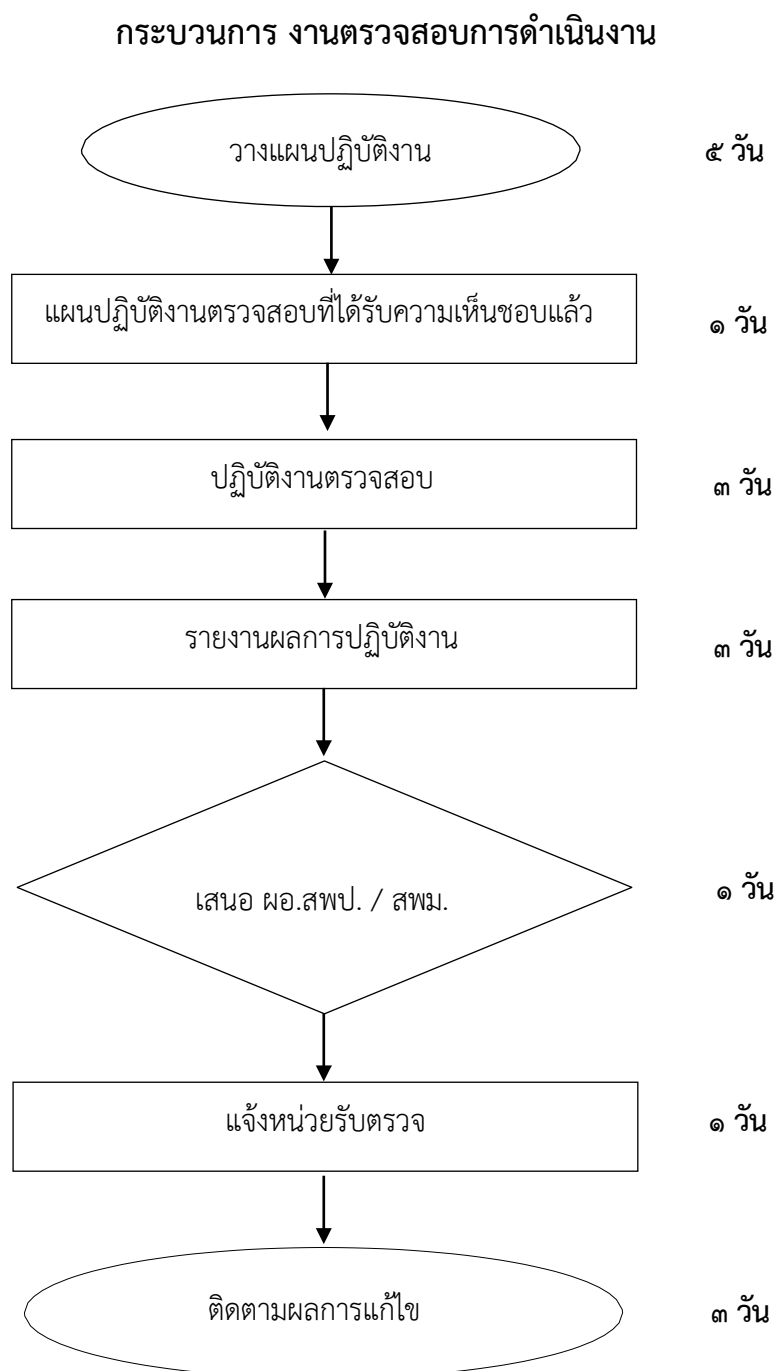 กระบวนการ งานตรวจสอบการดำเนินงาน
วางแผนปฏิบัติงาน ๕ วัน
แผนปฏิบัติงานตรวจสอบที่ได้รับความเห็นชอบแล้ว ๑ วัน
ปฏิบัติงานตรวจสอบ ๓ วัน
รายงานผลการปฏิบัติงาน ๓ วัน
เสนอ ผอ.สพป. / สพม. ๑ วัน
แจ้งหน่วยรับตรวจ ๑ วัน
ติดตามผลการแก้ไข ๓ วัน